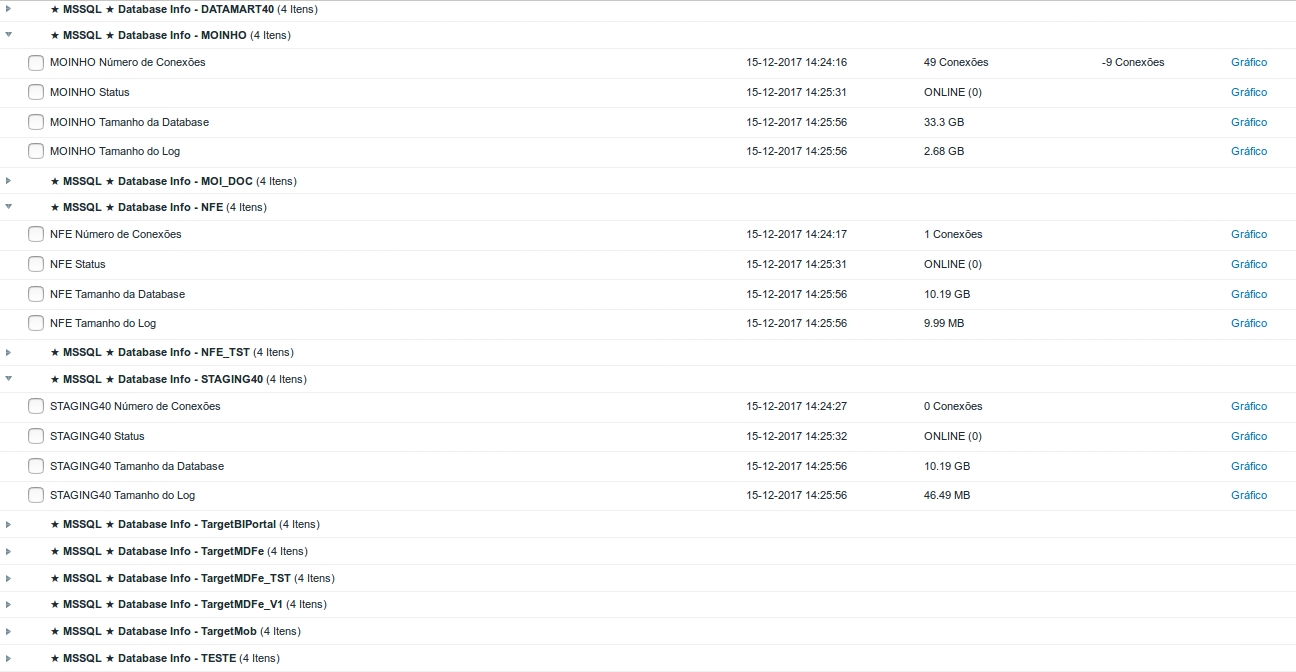 ★ MSSQL ★ Database Info - DATAMART40 (4 Itens)
★ MSSQL ★ Database Info - MOINHO (4 Itens)
MOINHO Número de Conexões 15-12-2017 14:24:16 49 Conexões -9 Conexões Gráfico
MOINHO Status 15-12-2017 14:25:31 ONLINE (0) Gráfico
MOINHO Tamanho da Database 15-12-2017 14:25:56 33.3 GB Gráfico
MOINHO Tamanho do Log 15-12-2017 14:25:56 2.68 GB Gráfico
★ MSSQL ★ Database Info - MOI_DOC (4 Itens)
★ MSSQL ★ Database Info - NFE (4 Itens)
NFE Número de Conexões 15-12-2017 14:24:17 1 Conexões Gráfico
NFE Status 15-12-2017 14:25:31 ONLINE (0) Gráfico
NFE Tamanho da Database 15-12-2017 14:25:56 10.19 GB Gráfico
NFE Tamanho do Log 15-12-2017 14:25:56 9.99 MB Gráfico
★ MSSQL ★ Database Info - NFE_TST (4 Itens)
★ MSSQL ★ Database Info - STAGING40 (4 Itens)
STAGING40 Número de Conexões 15-12-2017 14:24:27 0 Conexões Gráfico
STAGING40 Status 15-12-2017 14:25:32 ONLINE (0) Gráfico
STAGING40 Tamanho da Database 15-12-2017 14:25:56 10.19 GB Gráfico
STAGING40 Tamanho do Log 15-12-2017 14:25:56 46.49 MB Gráfico
★ MSSQL ★ Database Info - TargetBIPortal (4 Itens)
★ MSSQL ★ Database Info - TargetMDFe (4 Itens)
★ MSSQL ★ Database Info - TargetMDFe_TST (4 Itens)
★ MSSQL ★ Database Info - TargetMDFe_V1 (4 Itens)
★ MSSQL ★ Database Info - TargetMob (4 Itens)
★ MSSQL ★ Database Info - TESTE (4 Itens)